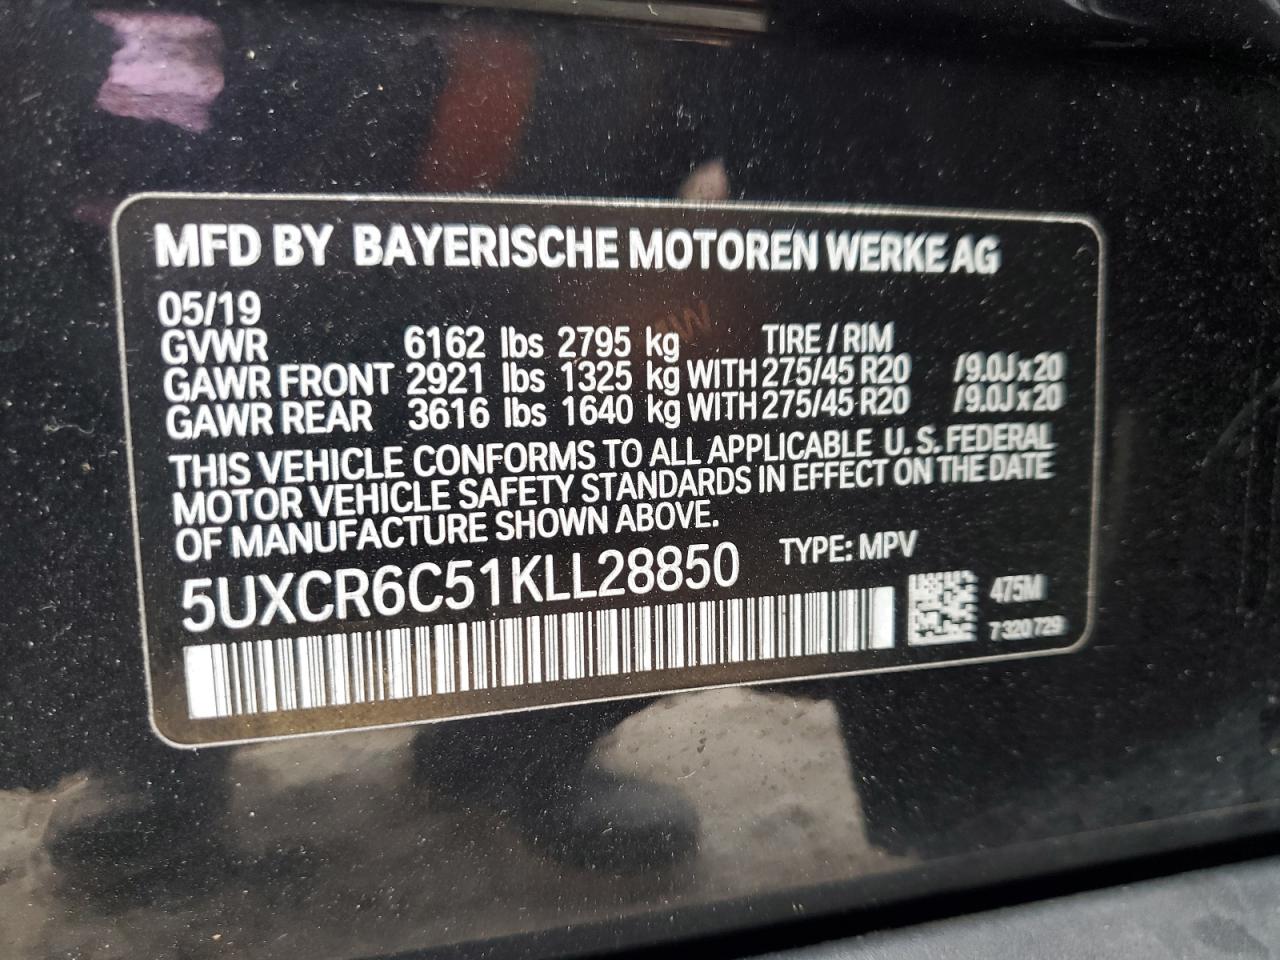 MFD BY BAYERISCHE MOTOREN WERKE AG
05/19
GVWR 6162 lbs 2795 kg TIRE / RIM
GAWR FRONT 2921 lbs 1325 kg WITH 275/45 R20 /9.0J x 20
GAWR REAR 3616 lbs 1640 kg WITH 275/45 R20 /9.0J x 20
THIS VEHICLE CONFORMS TO ALL APPLICABLE U.S. FEDERAL
MOTOR VEHICLE SAFETY STANDARDS IN EFFECT ON THE DATE
OF MANUFACTURE SHOWN ABOVE.
5UXCR6C51KLL28850 TYPE: MPV
475M
7 320 729